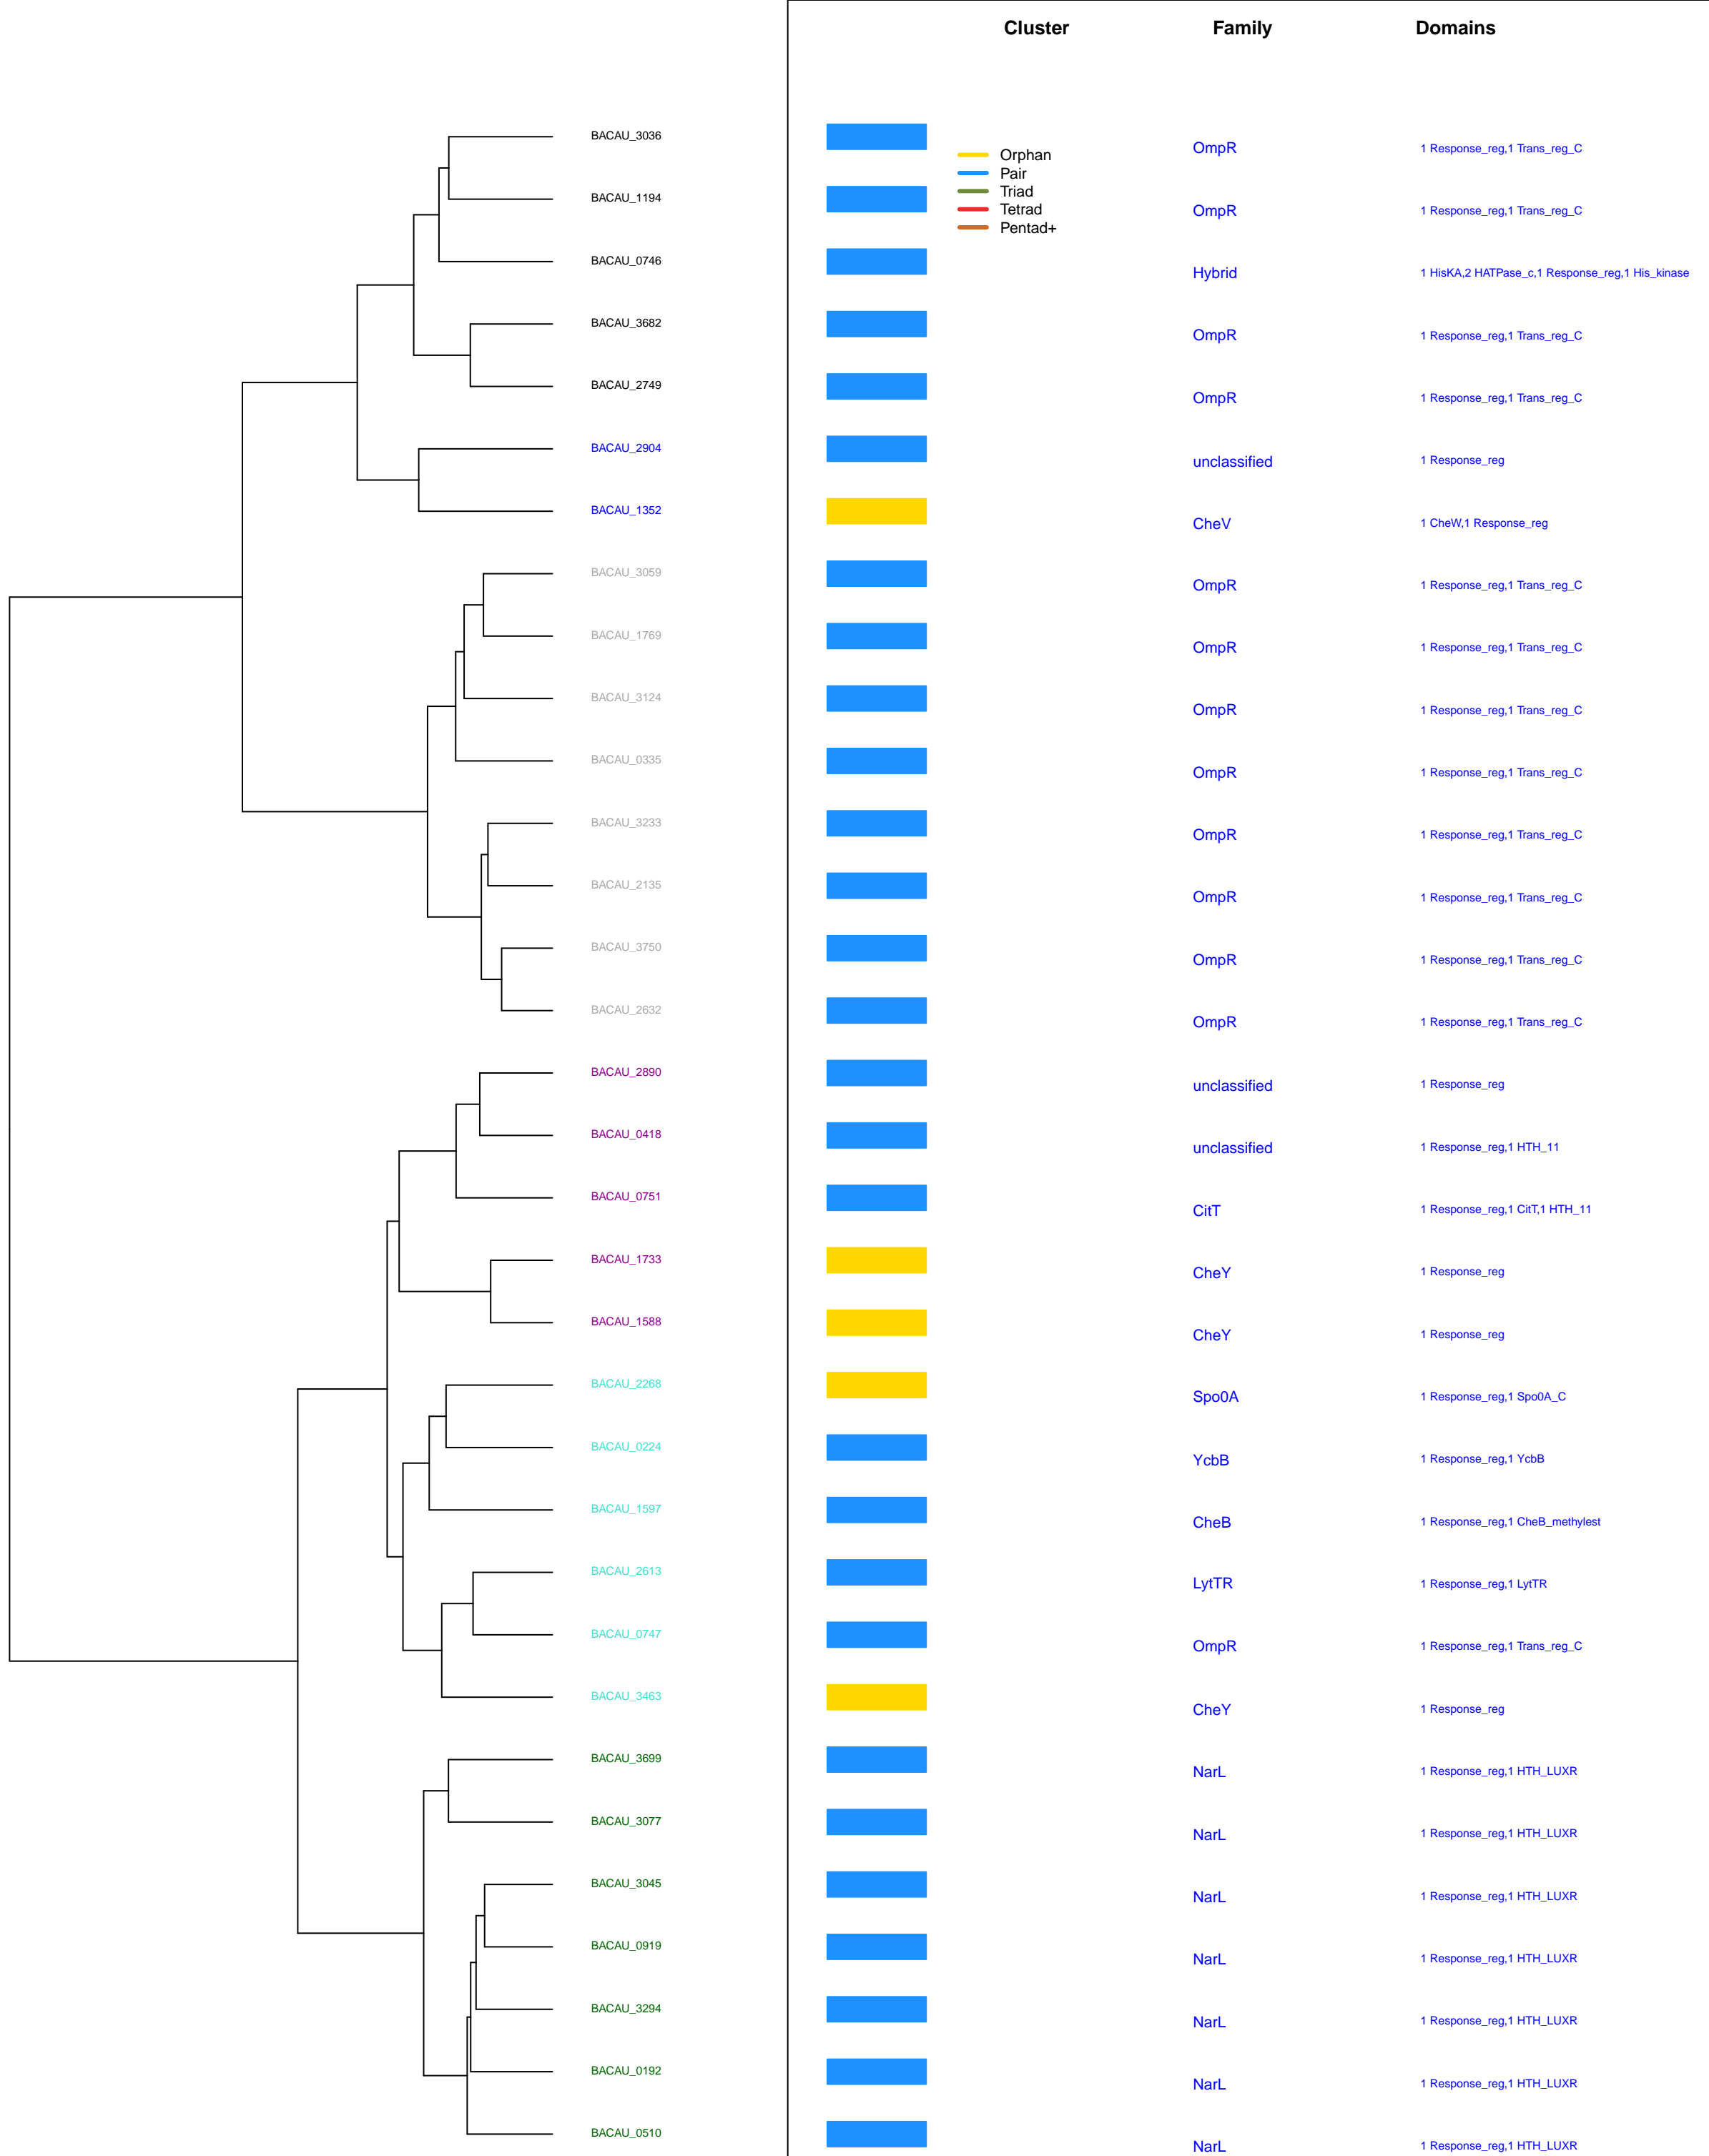 Cluster Family Domains
BACAU_3036 OmpR 1 Response_reg,1 Trans_reg_C
Orphan
Pair
Triad
Tetrad
Pentad+
BACAU_1194 OmpR 1 Response_reg,1 Trans_reg_C
BACAU_0746 Hybrid 1 HisKA,2 HATPase_c,1 Response_reg,1 His_kinase
BACAU_3682 OmpR 1 Response_reg,1 Trans_reg_C
BACAU_2749 OmpR 1 Response_reg,1 Trans_reg_C
BACAU_2904 unclassified 1 Response_reg
BACAU_1352 CheV 1 CheW,1 Response_reg
BACAU_3059 OmpR 1 Response_reg,1 Trans_reg_C
BACAU_1769 OmpR 1 Response_reg,1 Trans_reg_C
BACAU_3124 OmpR 1 Response_reg,1 Trans_reg_C
BACAU_0335 OmpR 1 Response_reg,1 Trans_reg_C
BACAU_3233 OmpR 1 Response_reg,1 Trans_reg_C
BACAU_2135 OmpR 1 Response_reg,1 Trans_reg_C
BACAU_3750 OmpR 1 Response_reg,1 Trans_reg_C
BACAU_2632 OmpR 1 Response_reg,1 Trans_reg_C
BACAU_2890 unclassified 1 Response_reg
BACAU_0418 unclassified 1 Response_reg,1 HTH_11
BACAU_0751 CitT 1 Response_reg,1 CitT,1 HTH_11
BACAU_1733 CheY 1 Response_reg
BACAU_1588 CheY 1 Response_reg
BACAU_2268 Spo0A 1 Response_reg,1 Spo0A_C
BACAU_0224 YcbB 1 Response_reg,1 YcbB
BACAU_1597 CheB 1 Response_reg,1 CheB_methylest
BACAU_2613 LytTR 1 Response_reg,1 LytTR
BACAU_0747 OmpR 1 Response_reg,1 Trans_reg_C
BACAU_3463 CheY 1 Response_reg
BACAU_3699 NarL 1 Response_reg,1 HTH_LUXR
BACAU_3077 NarL 1 Response_reg,1 HTH_LUXR
BACAU_3045 NarL 1 Response_reg,1 HTH_LUXR
BACAU_0919 NarL 1 Response_reg,1 HTH_LUXR
BACAU_3294 NarL 1 Response_reg,1 HTH_LUXR
BACAU_0192 NarL 1 Response_reg,1 HTH_LUXR
BACAU_0510 NarL 1 Response_reg,1 HTH_LUXR